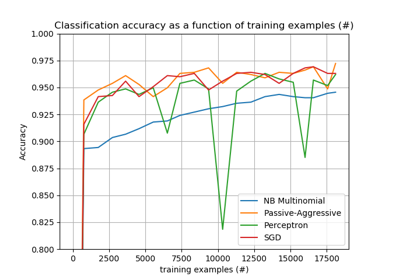 Classification accuracy as a function of training examples (#)
1.000
0.975
0.950
0.925
0.900
0.875
0.850
0.825
0.800
Accuracy
NB Multinomial
Passive-Aggressive
Perceptron
SGD
0 2500 5000 7500 10000 12500 15000 17500
training examples (#)